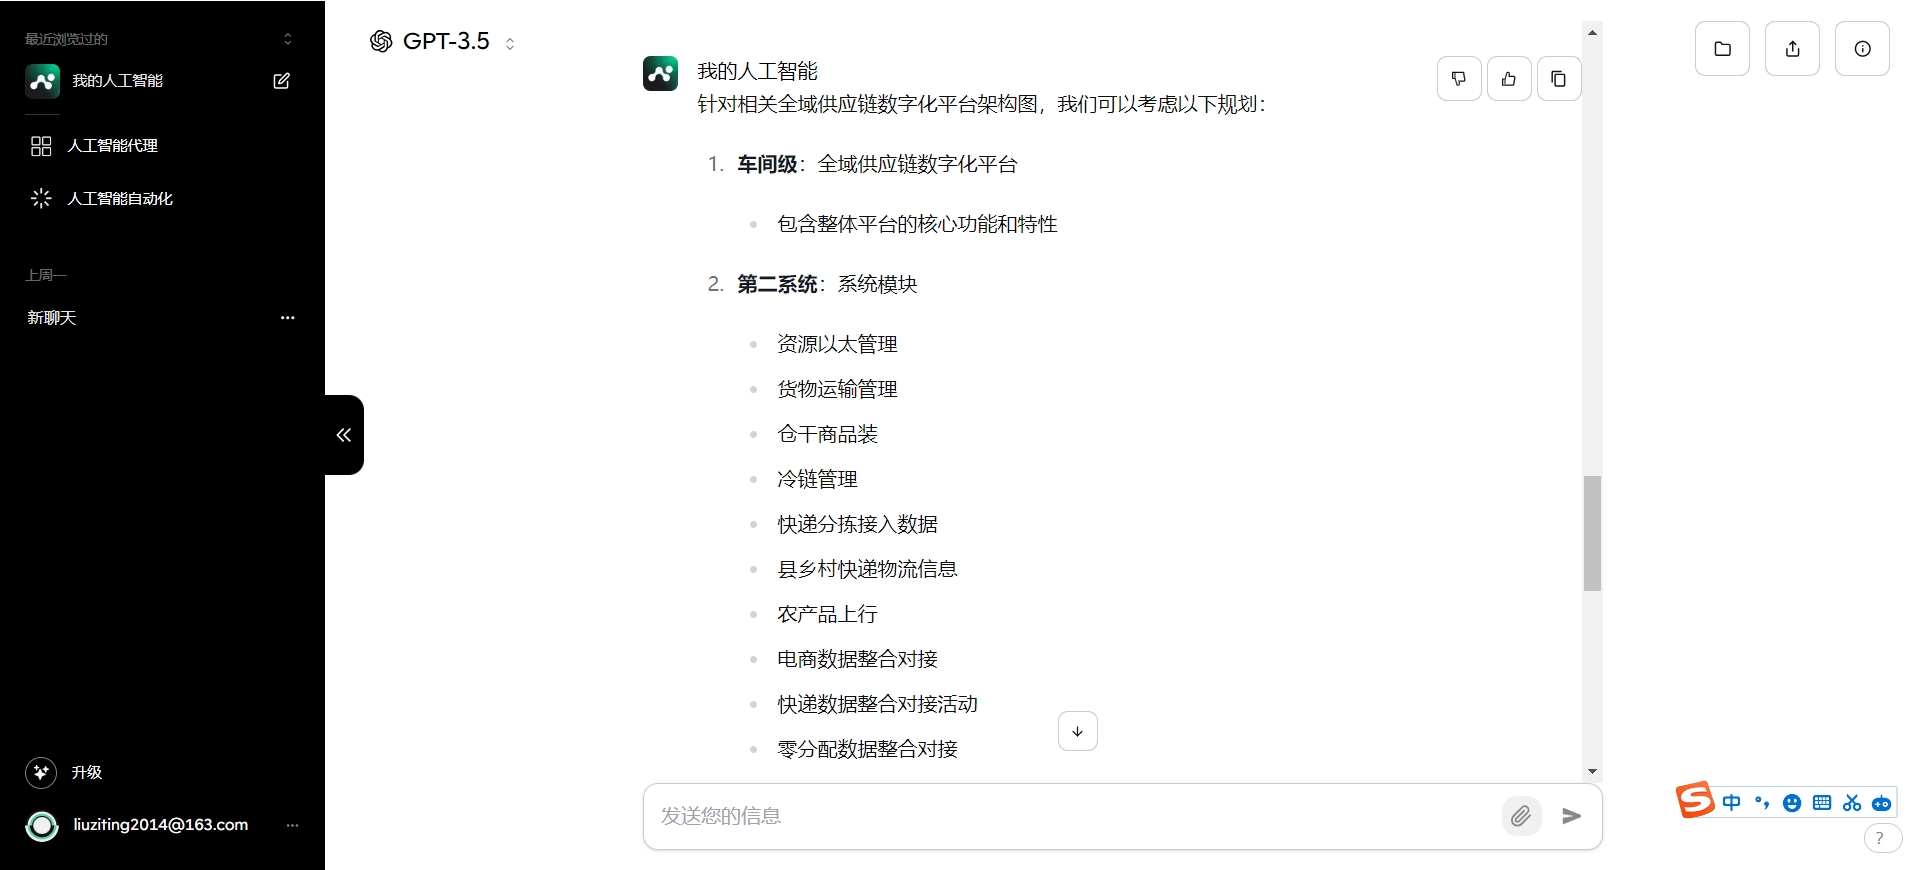 最近浏览过的
我的人工智能
人工智能代理
人工智能自动化
上周一
新聊天
升级
liuziting2014@163.com
GPT-3.5
我的人工智能
针对相关全域供应链数字化平台架构图，我们可以考虑以下规划：
1. 车间级：全域供应链数字化平台
包含整体平台的核心功能和特性
2. 第二系统：系统模块
资源以太管理
货物运输管理
仓干商品装
冷链管理
快递分拣接入数据
县乡村快递物流信息
农产品上行
电商数据整合对接
快递数据整合对接活动
零分配数据整合对接
发送您的信息
S 中
?